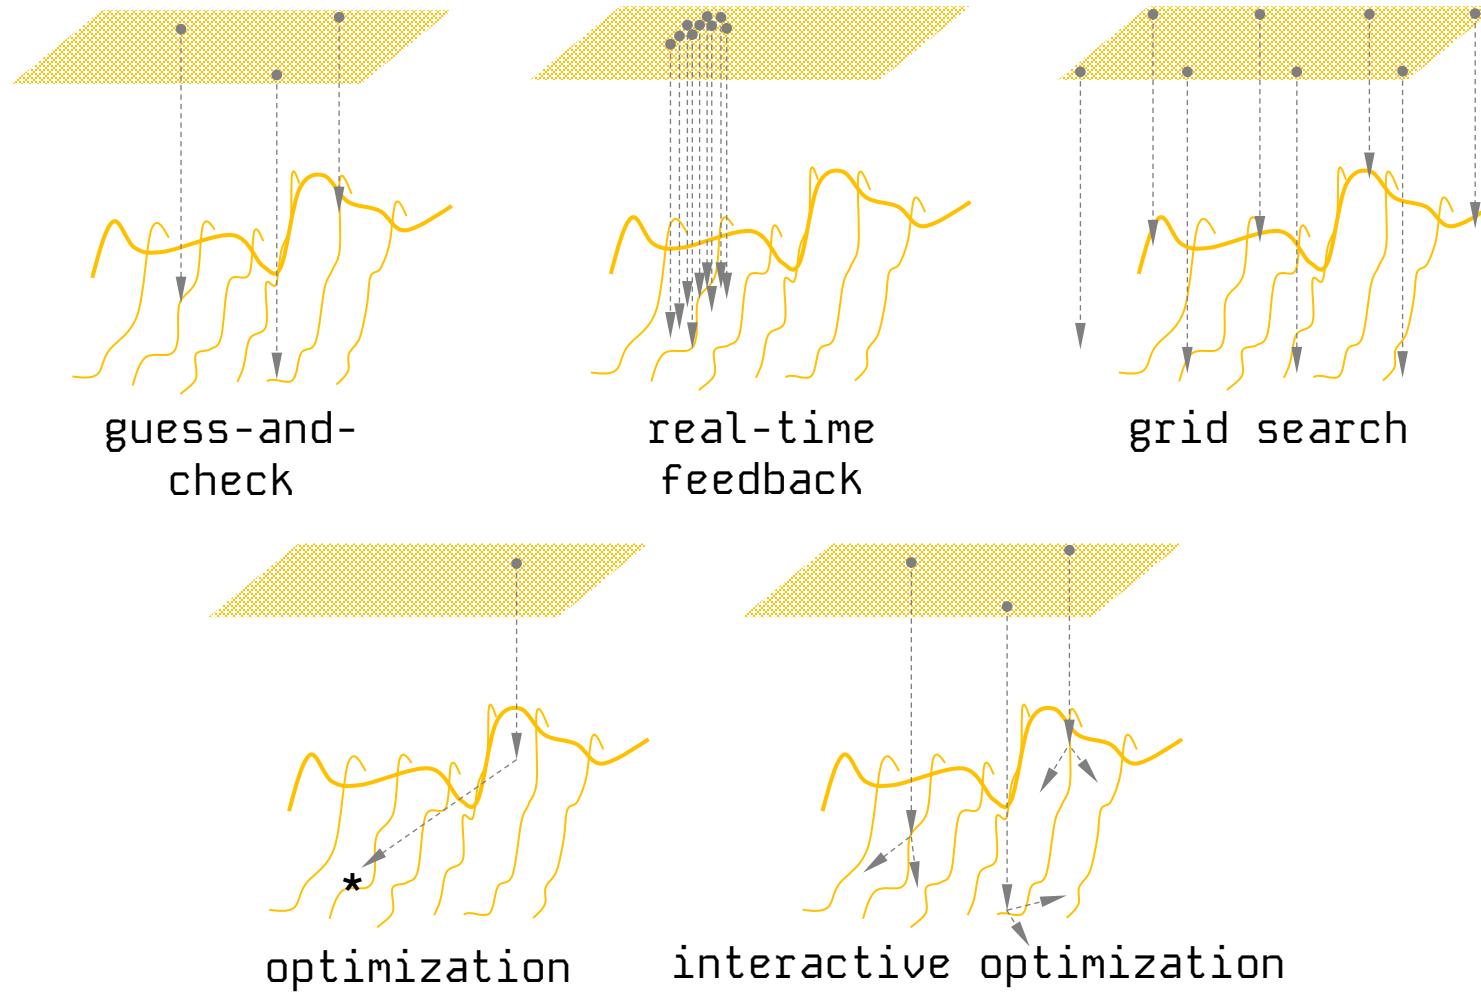 guess-and-
check
real-time
feedback
grid search
*
optimization
interactive optimization